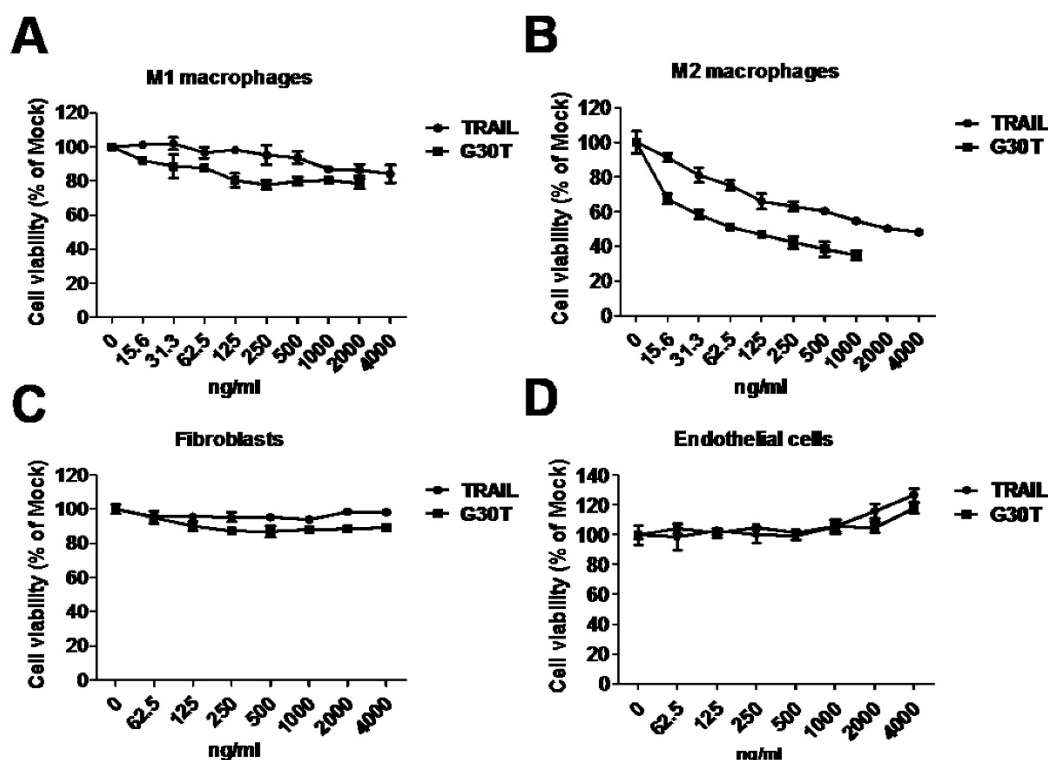 A
M1 macrophages
Cell viability (% of Mock)
120
100
80
60
40
20
0
0 15.6 31.3 62.5 125 250 500 1000 2000 4000
ng/ml
TRAIL
G30T
B
M2 macrophages
Cell viability (% of Mock)
120
100
80
60
40
20
0
0 15.6 31.3 62.5 125 250 500 1000 2000 4000
ng/ml
TRAIL
G30T
C
Fibroblasts
Cell viability (% of Mock)
120
100
80
60
40
20
0
0 62.5 125 250 500 1000 2000 4000
ng/ml
TRAIL
G30T
D
Endothelial cells
Cell viability (% of Mock)
140
120
100
80
60
40
20
0
0 62.5 125 250 500 1000 2000 4000
ng/ml
TRAIL
G30T